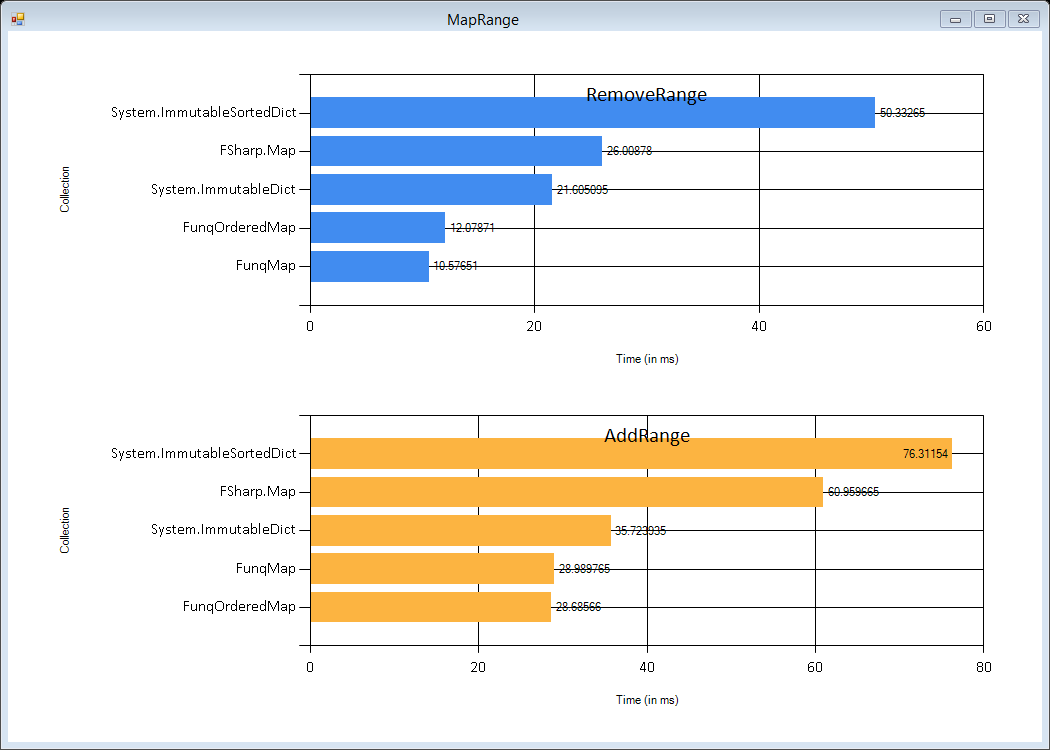 MapRange
RemoveRange
Collection
System.ImmutableSortedDict 50.33265
FSharp.Map 26.00878
System.ImmutableDict 21.605095
FunqOrderedMap 12.07871
FunqMap 10.57651
0 20 40 60
Time (in ms)
AddRange
Collection
System.ImmutableSortedDict 76.31154
FSharp.Map 60.959665
System.ImmutableDict 35.723935
FunqMap 28.989765
FunqOrderedMap 28.68566
0 20 40 60 80
Time (in ms)